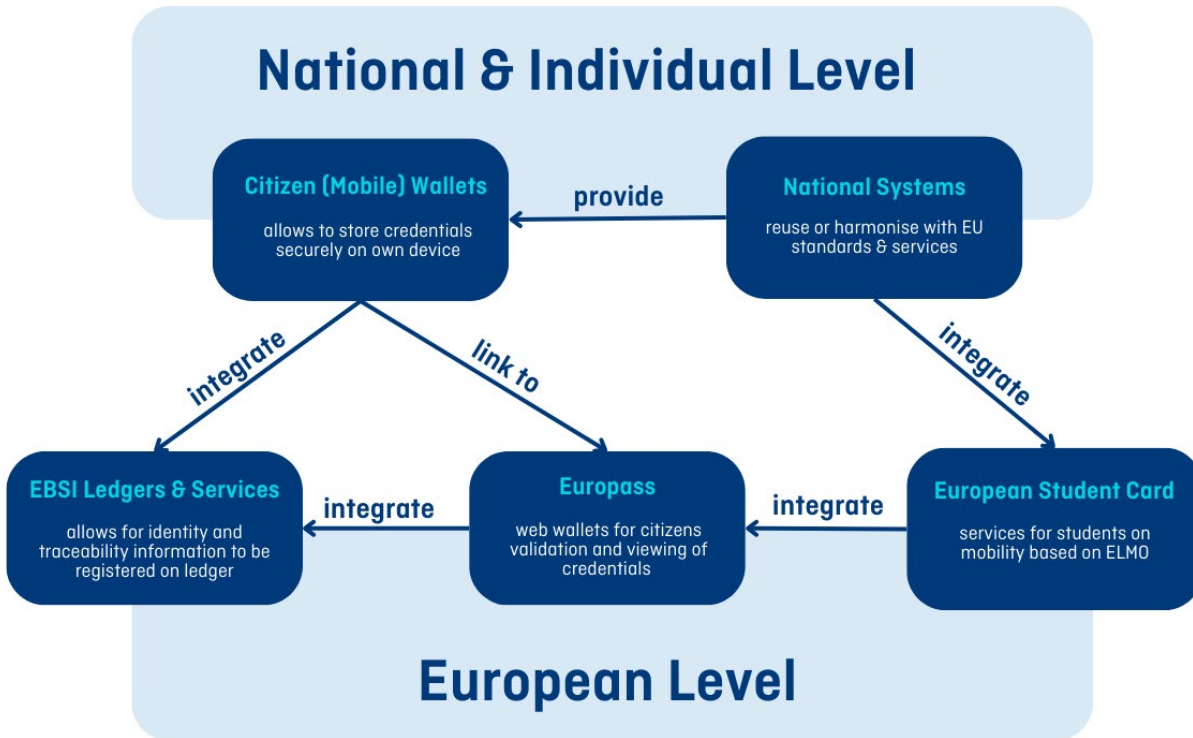 National & Individual Level
Citizen (Mobile) Wallets
allows to store credentials
securely on own device
provide
National Systems
reuse or harmonise with EU
standards & services
integrate
link to
integrate
EBSI Ledgers & Services
allows for identity and
traceability information to be
registered on ledger
integrate
Europass
web wallets for citizens
validation and viewing of
credentials
integrate
European Student Card
services for students on
mobility based on ELMO
European Level